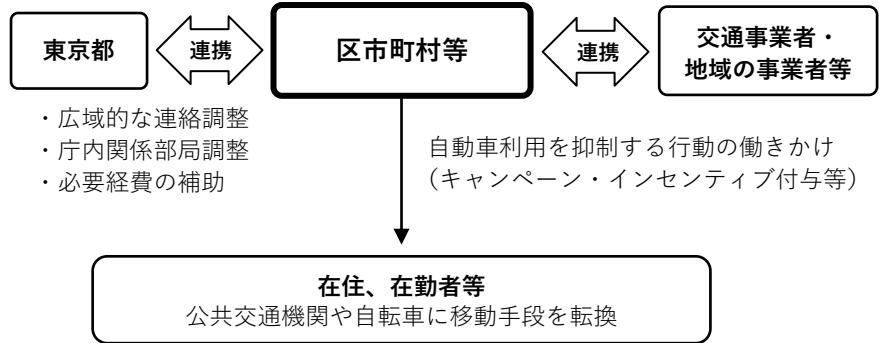 東京都
連携
区市町村等
連携
交通事業者・
地域の事業者等
・広域的な連絡調整
・庁内関係部局調整
・必要経費の補助
自動車利用を抑制する行動の働きかけ
（キャンペーン・インセンティブ付与等）
在住、在勤者等
公共交通機関や自転車に移動手段を転換